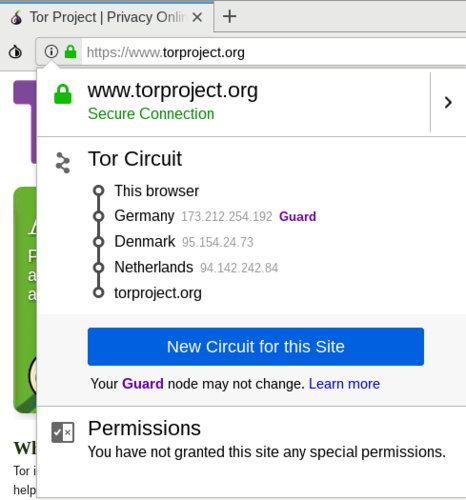 Tor Project | Privacy Onli
https://www.torproject.org
www.torproject.org
Secure Connection
Tor Circuit
This browser
Germany 173.212.254.192 Guard
Denmark 95.154.24.73
Netherlands 94.142.242.84
torproject.org
New Circuit for this Site
Your Guard node may not change. Learn more
Permissions
You have not granted this site any special permissions.
Wh
Tor i
help